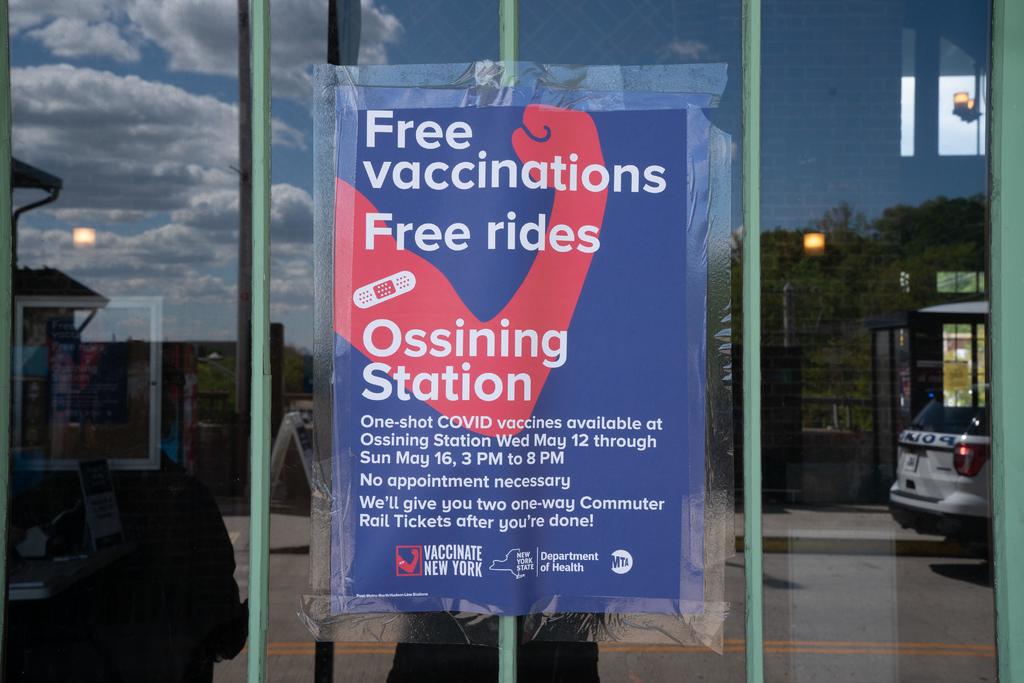 Free
vaccinations
Free rides
Ossining
Station
One-shot COVID vaccines available at
Ossining Station Wed May 12 through
Sun May 16, 3 PM to 8 PM
No appointment necessary
We'll give you two one-way Commuter
Rail Tickets after you're done!
VACCINATE
NEW YORK
NEW
YORK
STATE
Department
of Health
MTA